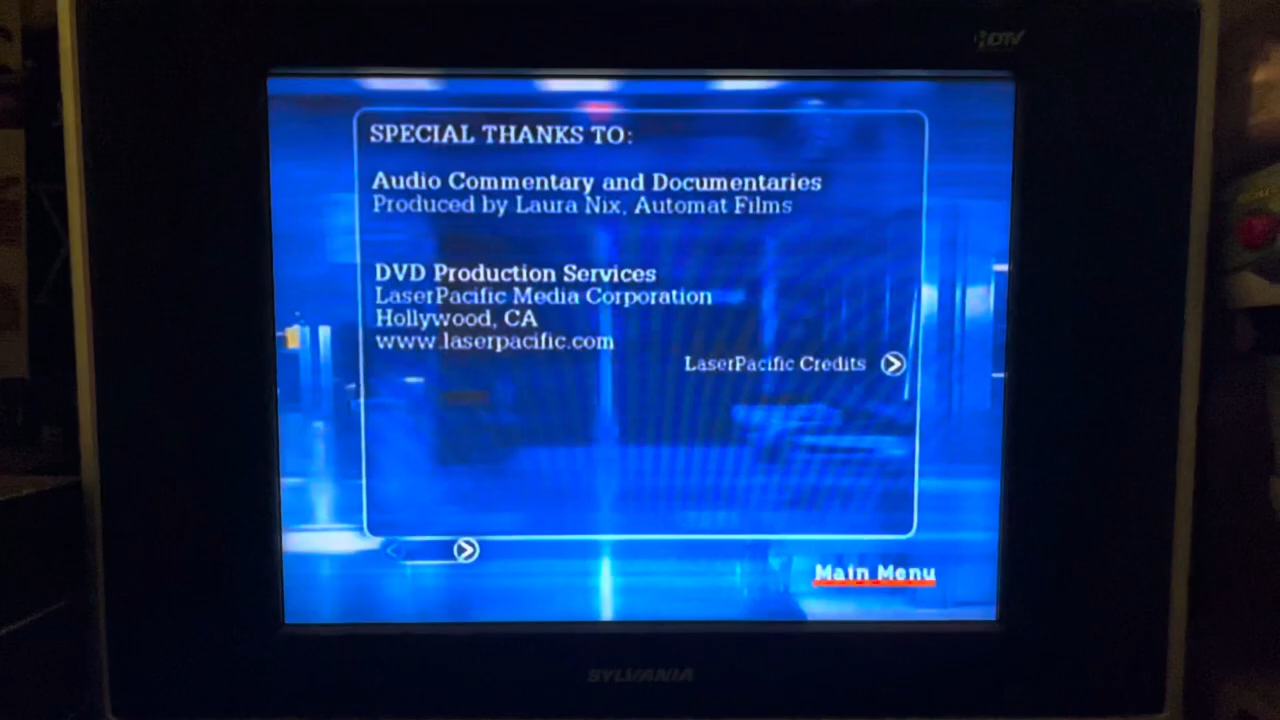 HDTV
SPECIAL THANKS TO:
Audio Commentary and Documentaries
Produced by Laura Nix, Automat Films
DVD Production Services
LaserPacific Media Corporation
Hollywood, CA
www.laserpacific.com
LaserPacific Credits
Main Menu
SYLVANIA